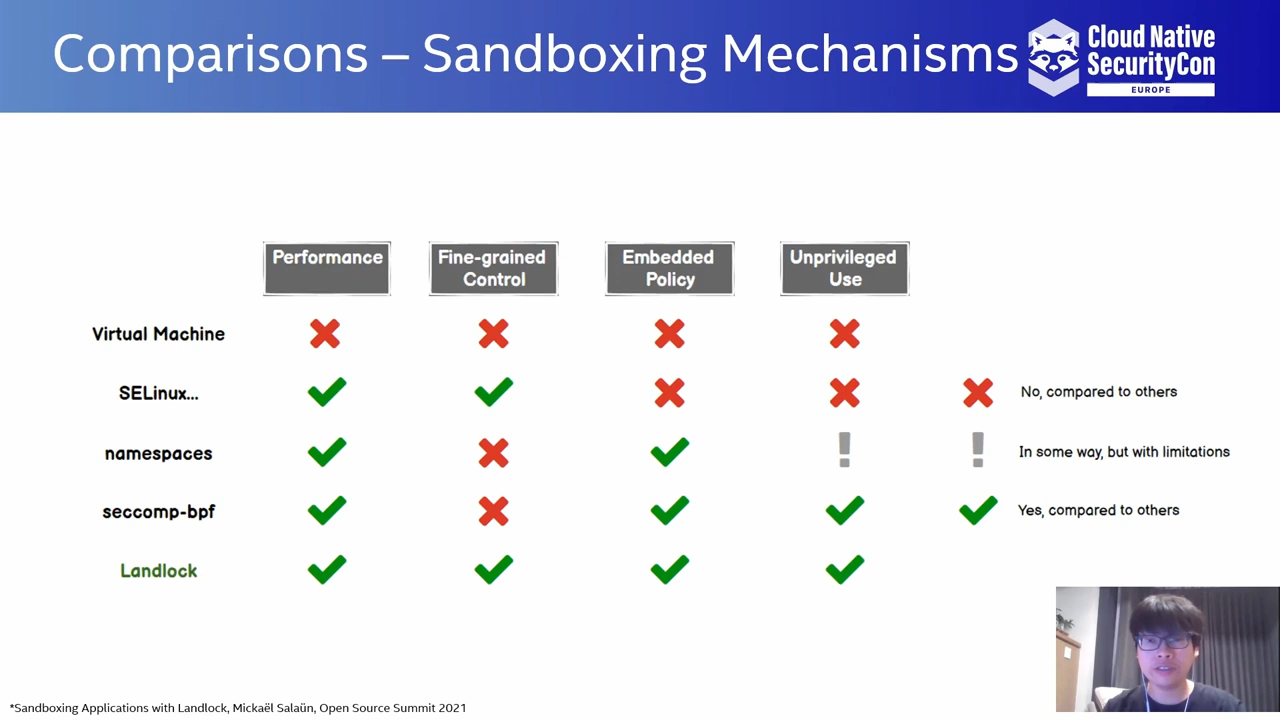 Comparisons – Sandboxing Mechanisms
Cloud Native
SecurityCon
EUROPE
Performance
Fine-grained
Control
Embedded
Policy
Unprivileged
Use
Virtual Machine
SELinux...
No, compared to others
namespaces
In some way, but with limitations
seccomp-bpf
Yes, compared to others
Landlock
*Sandboxing Applications with Landlock, Mickaël Salaün, Open Source Summit 2021